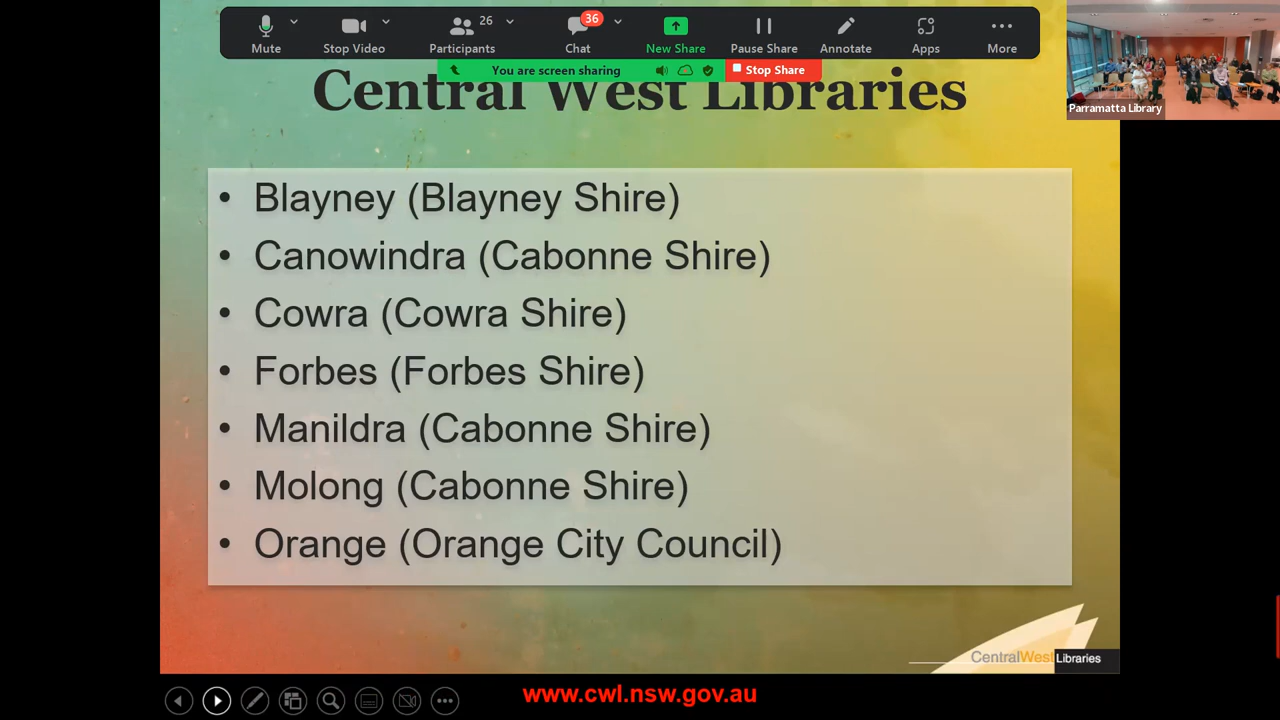 26
36
Mute
Stop Video
Participants
Chat
New Share
Pause Share
Annotate
Apps
More
You are screen sharing
Stop Share
Parramatta Library
Central West Libraries
• Blayney (Blayney Shire)
• Canowindra (Cabonne Shire)
• Cowra (Cowra Shire)
• Forbes (Forbes Shire)
• Manildra (Cabonne Shire)
• Molong (Cabonne Shire)
• Orange (Orange City Council)
CentralWest Libraries
www.cwl.nsw.gov.au